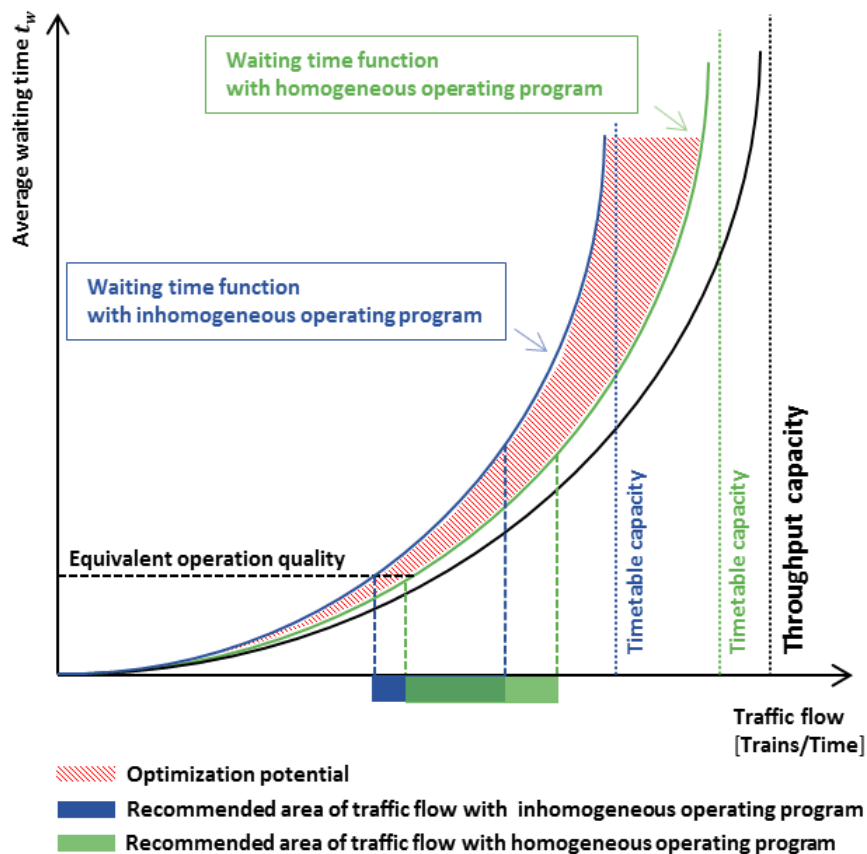 Average waiting time t_w
Waiting time function
with homogeneous operating program
Waiting time function
with inhomogeneous operating program
Equivalent operation quality
Timetable capacity
Timetable capacity
Throughput capacity
Traffic flow
[Trains/Time]
Optimization potential
Recommended area of traffic flow with inhomogeneous operating program
Recommended area of traffic flow with homogeneous operating program